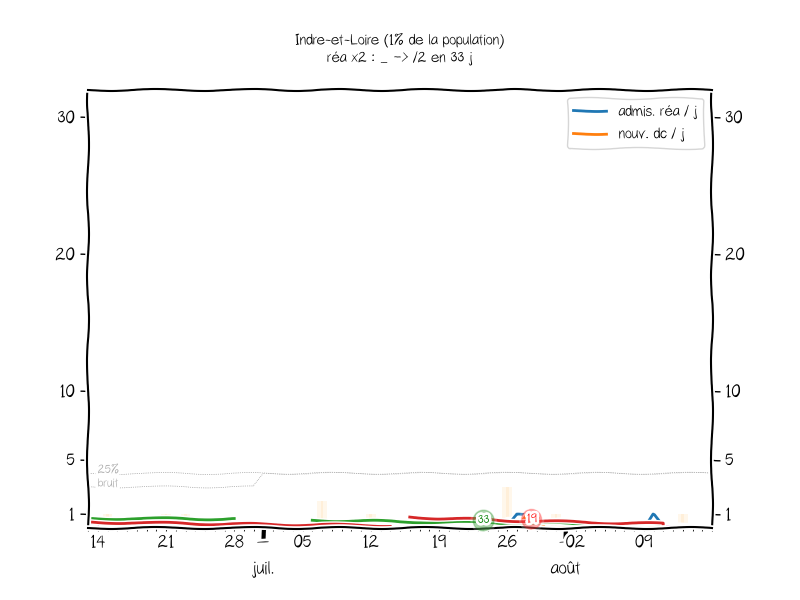 Indre-et-Loire (1% de la population)
réa x2 : _ -> /2 en 33 j
admis. réa / j
nouv. dc / j
30
30
20
20
10
10
5
5
25%
bruit
1
1
33
19
14 21 28 05 12 19 26 02 09
juil. août